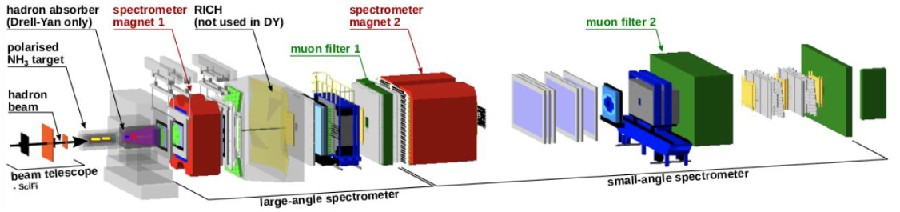 hadron absorber
(Drell-Yan only)
spectrometer
magnet 1
RICH
(not used in DY)
spectrometer
magnet 2
muon filter 2
polarised
NH3 target
muon filter 1
hadron
beam
beam telescope
- SciFi
large-angle spectrometer
small-angle spectrometer